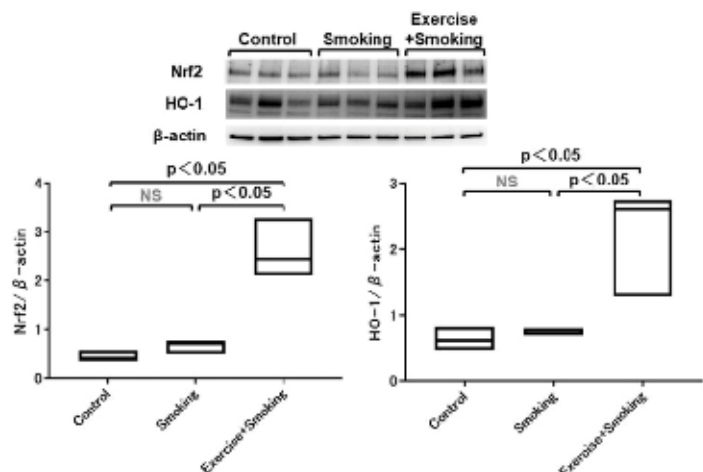 Exercise
Control Smoking +Smoking
Nrf2
HO-1
β-actin
p<0.05
NS p<0.05
4
3
2
1
0
Nrf2/β-actin
Control Smoking Exercise+Smoking
p<0.05
NS p<0.05
3
2
1
0
HO-1/β-actin
Control Smoking Exercise+Smoking